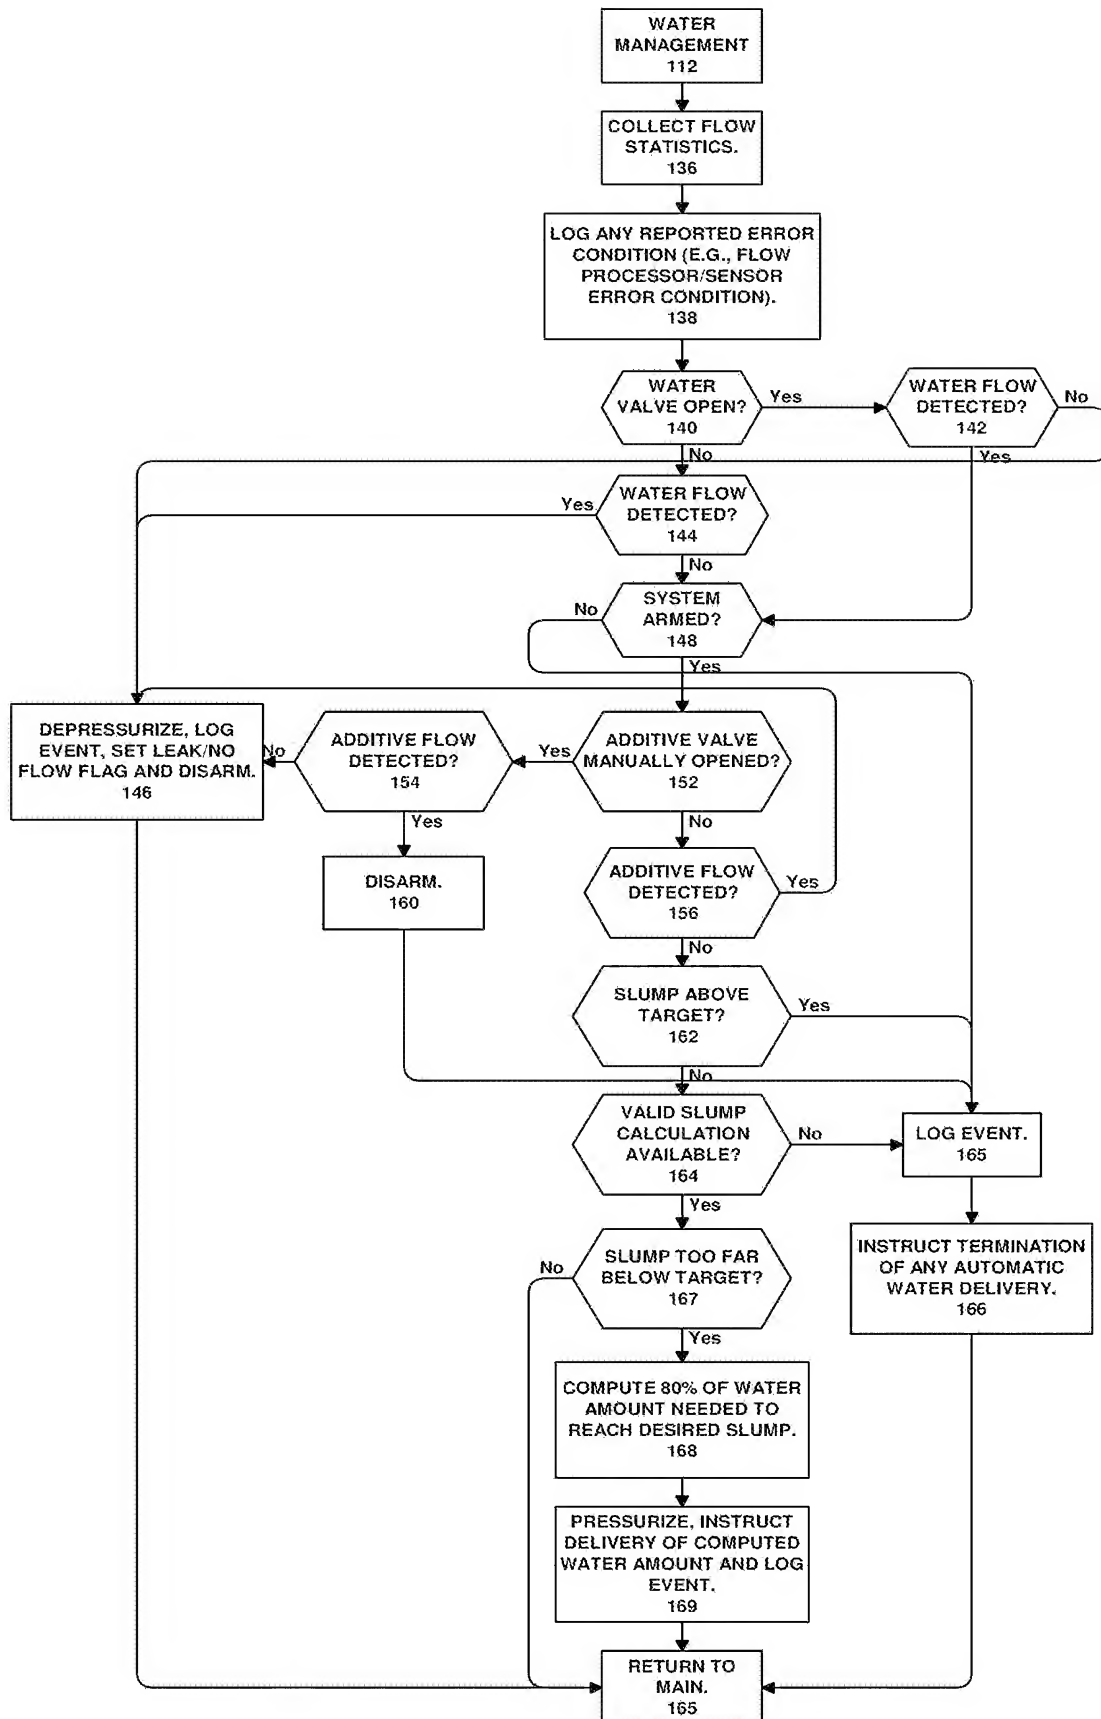 WATER
MANAGEMENT
112
COLLECT FLOW
STATISTICS.
136
LOG ANY REPORTED ERROR
CONDITION (E.G., FLOW
PROCESSOR/SENSOR
ERROR CONDITION).
138
WATER
VALVE OPEN?
140
Yes
No
WATER FLOW
DETECTED?
142
No
Yes
WATER FLOW
DETECTED?
144
Yes
No
SYSTEM
ARMED?
148
No
Yes
DEPRESSURIZE, LOG
EVENT, SET LEAK/NO
FLOW FLAG AND DISARM.
146
No
ADDITIVE FLOW
DETECTED?
154
Yes
Yes
ADDITIVE VALVE
MANUALLY OPENED?
152
No
DISARM.
160
ADDITIVE FLOW
DETECTED?
156
Yes
No
SLUMP ABOVE
TARGET?
162
Yes
No
VALID SLUMP
CALCULATION
AVAILABLE?
164
No
Yes
LOG EVENT.
165
SLUMP TOO FAR
BELOW TARGET?
167
No
Yes
INSTRUCT TERMINATION
OF ANY AUTOMATIC
WATER DELIVERY.
166
COMPUTE 80% OF WATER
AMOUNT NEEDED TO
REACH DESIRED SLUMP.
168
PRESSURIZE, INSTRUCT
DELIVERY OF COMPUTED
WATER AMOUNT AND LOG
EVENT.
169
RETURN TO
MAIN.
165